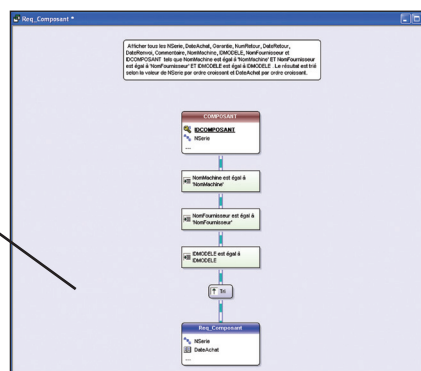 Req_Composant *
Afficher tous les NSerie, DateAchat, Garantie, NumRetour, DateRetour,
DateRenvoi, Commentaire, NomMachine, IDMODELE, NomFournisseur et
IDCOMPOSANT tels que NomMachine est égal à 'NomMachine' ET NomFournisseur
est égal à 'NomFournisseur' ET IDMODELE est égal à IDMODELE . Le résultat est trié
selon la valeur de NSerie par ordre croissant et DateAchat par ordre croissant.
COMPOSANT
IDCOMPOSANT
NSerie
...
NomMachine est égal à
'NomMachine'
NomFournisseur est égal à
'NomFournisseur'
IDMODELE est égal à
IDMODELE
Tri
Req_Composant
NSerie
DateAchat
...